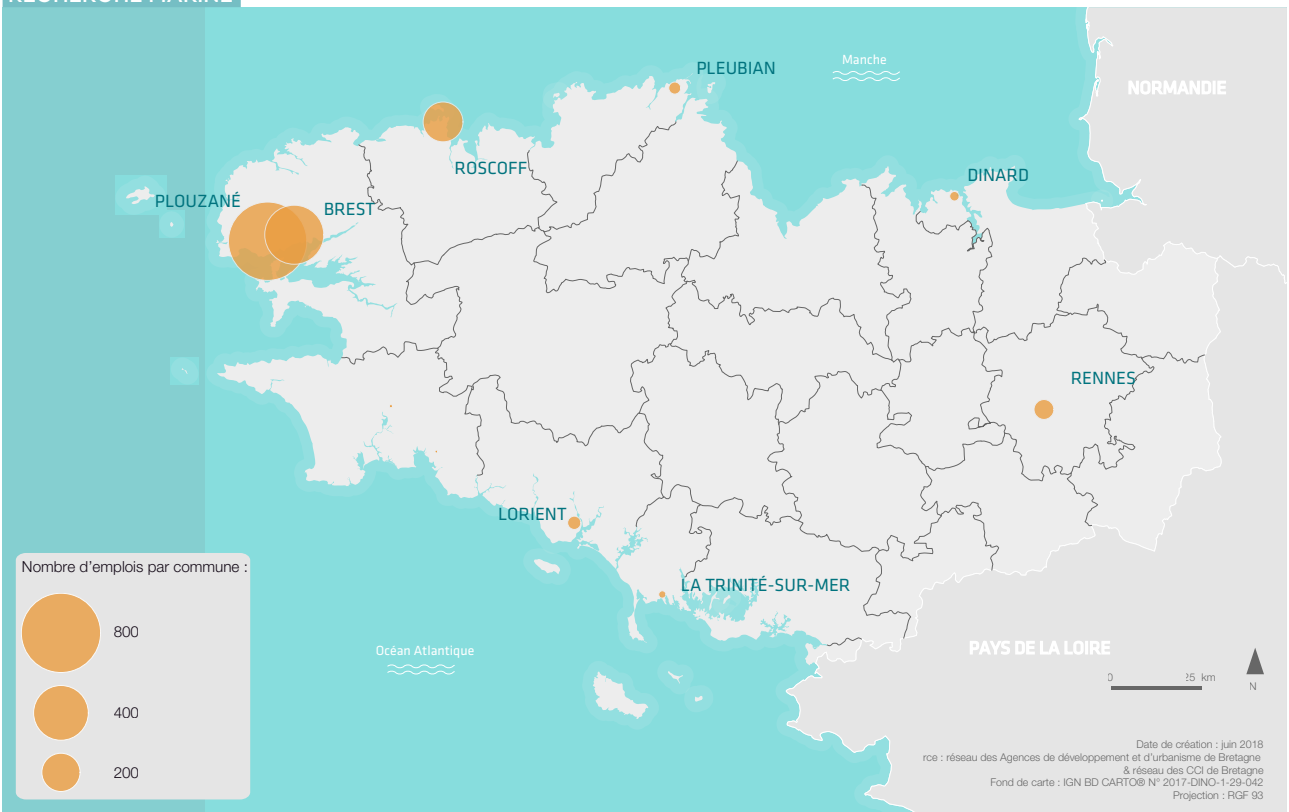 RECHERCHE MARINE
Manche
PLEUBIAN
NORMANDIE
ROSCOFF
DINARD
PLOUZANÉ
BREST
RENNES
LORIENT
LA TRINITÉ-SUR-MER
Nombre d'emplois par commune :
800
400
200
Océan Atlantique
PAYS DE LA LOIRE
km
N
Date de création : juin 2018
rce : réseau des Agences de développement et d'urbanisme de Bretagne
& réseau des CCI de Bretagne
Fond de carte : IGN BD CARTO® N° 2017-DINO-1-29-042
Projection : RGF 93